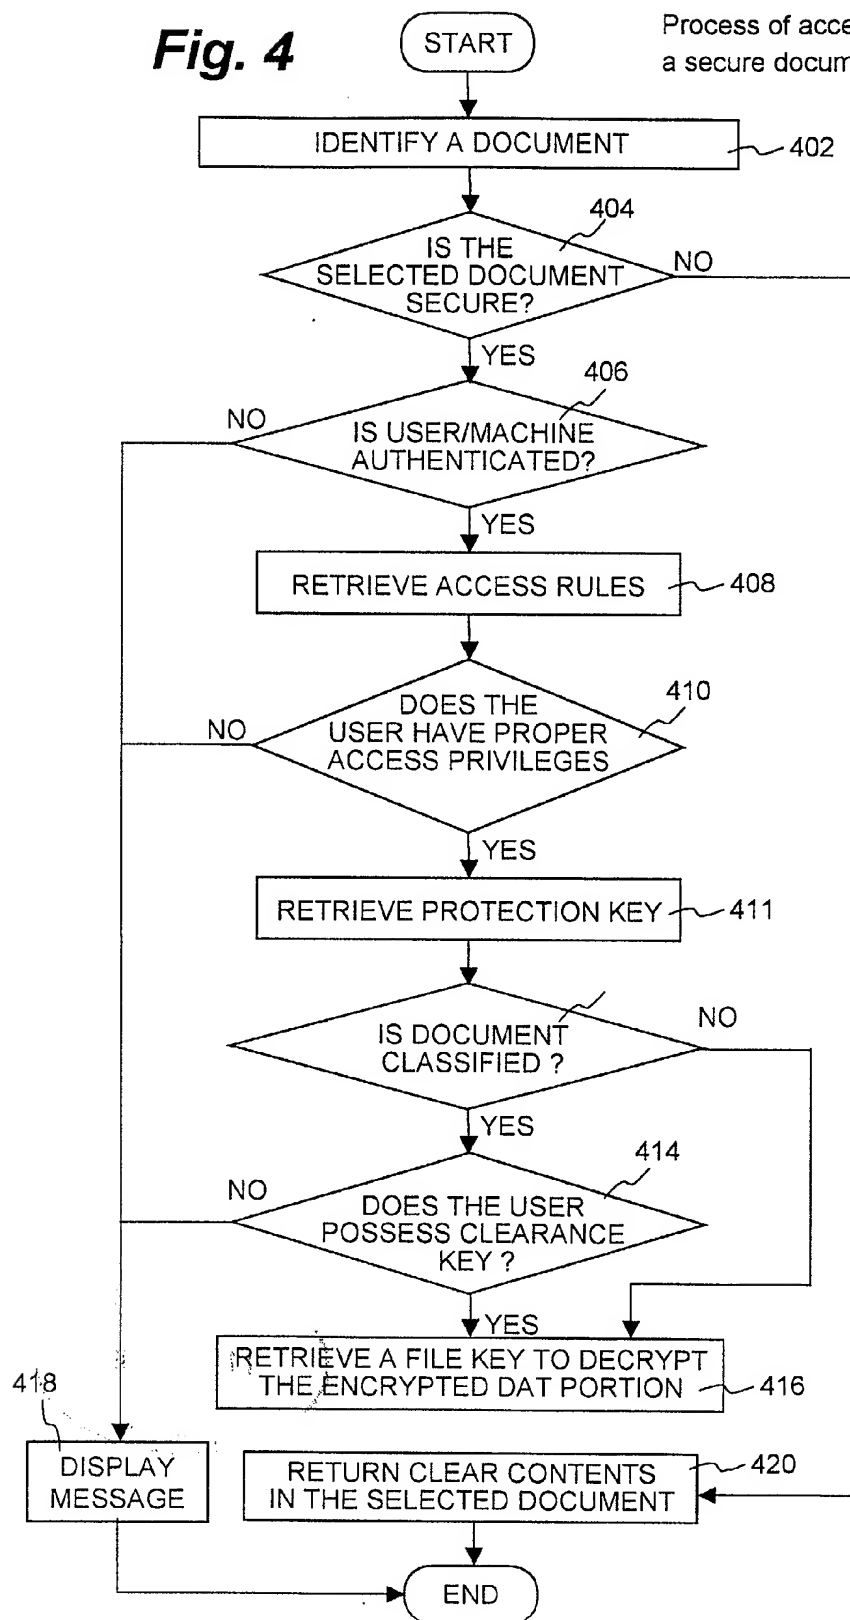 Fig. 4
START
Process of acce
a secure docum
IDENTIFY A DOCUMENT
402
404
IS THE
SELECTED DOCUMENT
SECURE?
NO
YES
406
NO
IS USER/MACHINE
AUTHENTICATED?
YES
RETRIEVE ACCESS RULES
408
410
DOES THE
USER HAVE PROPER
ACCESS PRIVILEGES
NO
YES
RETRIEVE PROTECTION KEY
411
IS DOCUMENT
CLASSIFIED ?
NO
YES
414
NO
DOES THE USER
POSSESS CLEARANCE
KEY ?
YES
RETRIEVE A FILE KEY TO DECRYPT
THE ENCRYPTED DAT PORTION
416
418
DISPLAY
MESSAGE
RETURN CLEAR CONTENTS
IN THE SELECTED DOCUMENT
420
END